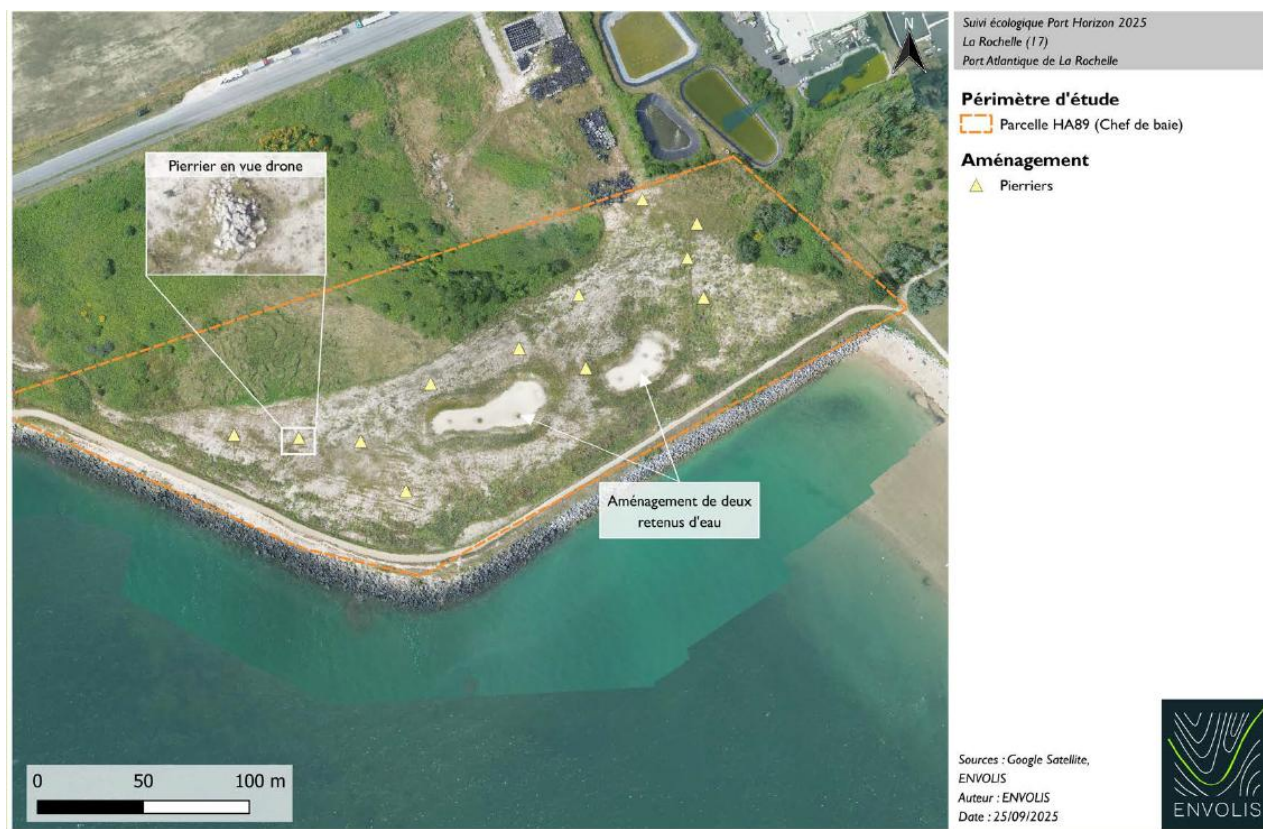 Suivi écologique Port Horizon 2025
La Rochelle (17)
Port Atlantique de La Rochelle
N
Périmètre d'étude
Parcelle HA89 (Chef de baie)
Aménagement
Pierriers
Pierrier en vue drone
Aménagement de deux
retenus d'eau
0 50 100 m
Sources : Google Satellite,
ENVOLIS
Auteur : ENVOLIS
Date : 25/09/2025
ENVOLIS